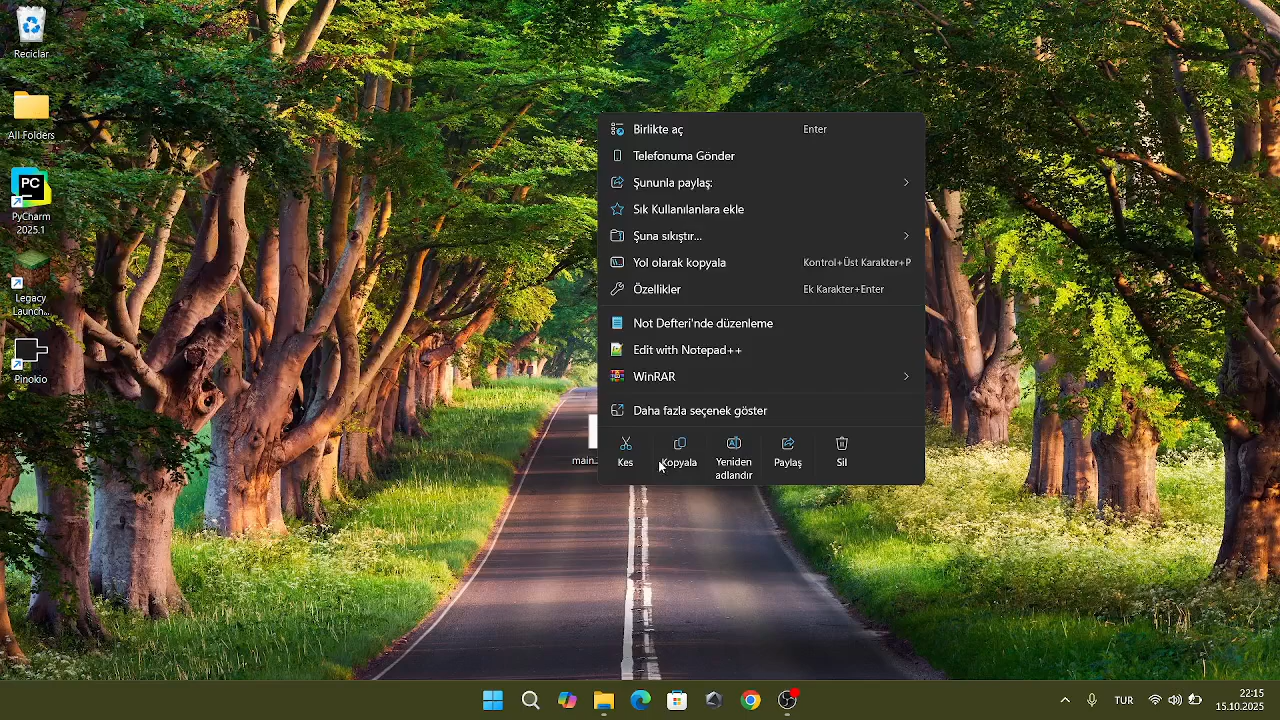 Reciclar
All Folders
PC
PyCharm
2025.1
Legacy
Launch...
Pinokio
main...
Birlikte aç Enter
Telefonuma Gönder
Şununla paylaş:
Sık Kullanılanlara ekle
Şuna sıkıştır...
Yol olarak kopyala Kontrol+Üst Karakter+P
Özellikler Ek Karakter+Enter
Not Defteri'nde düzenleme
Edit with Notepad++
WinRAR
Daha fazla seçenek göster
Kes
Kopyala
Yeniden
adlandır
Paylaş
Sil
TUR
22:15
15.10.2025